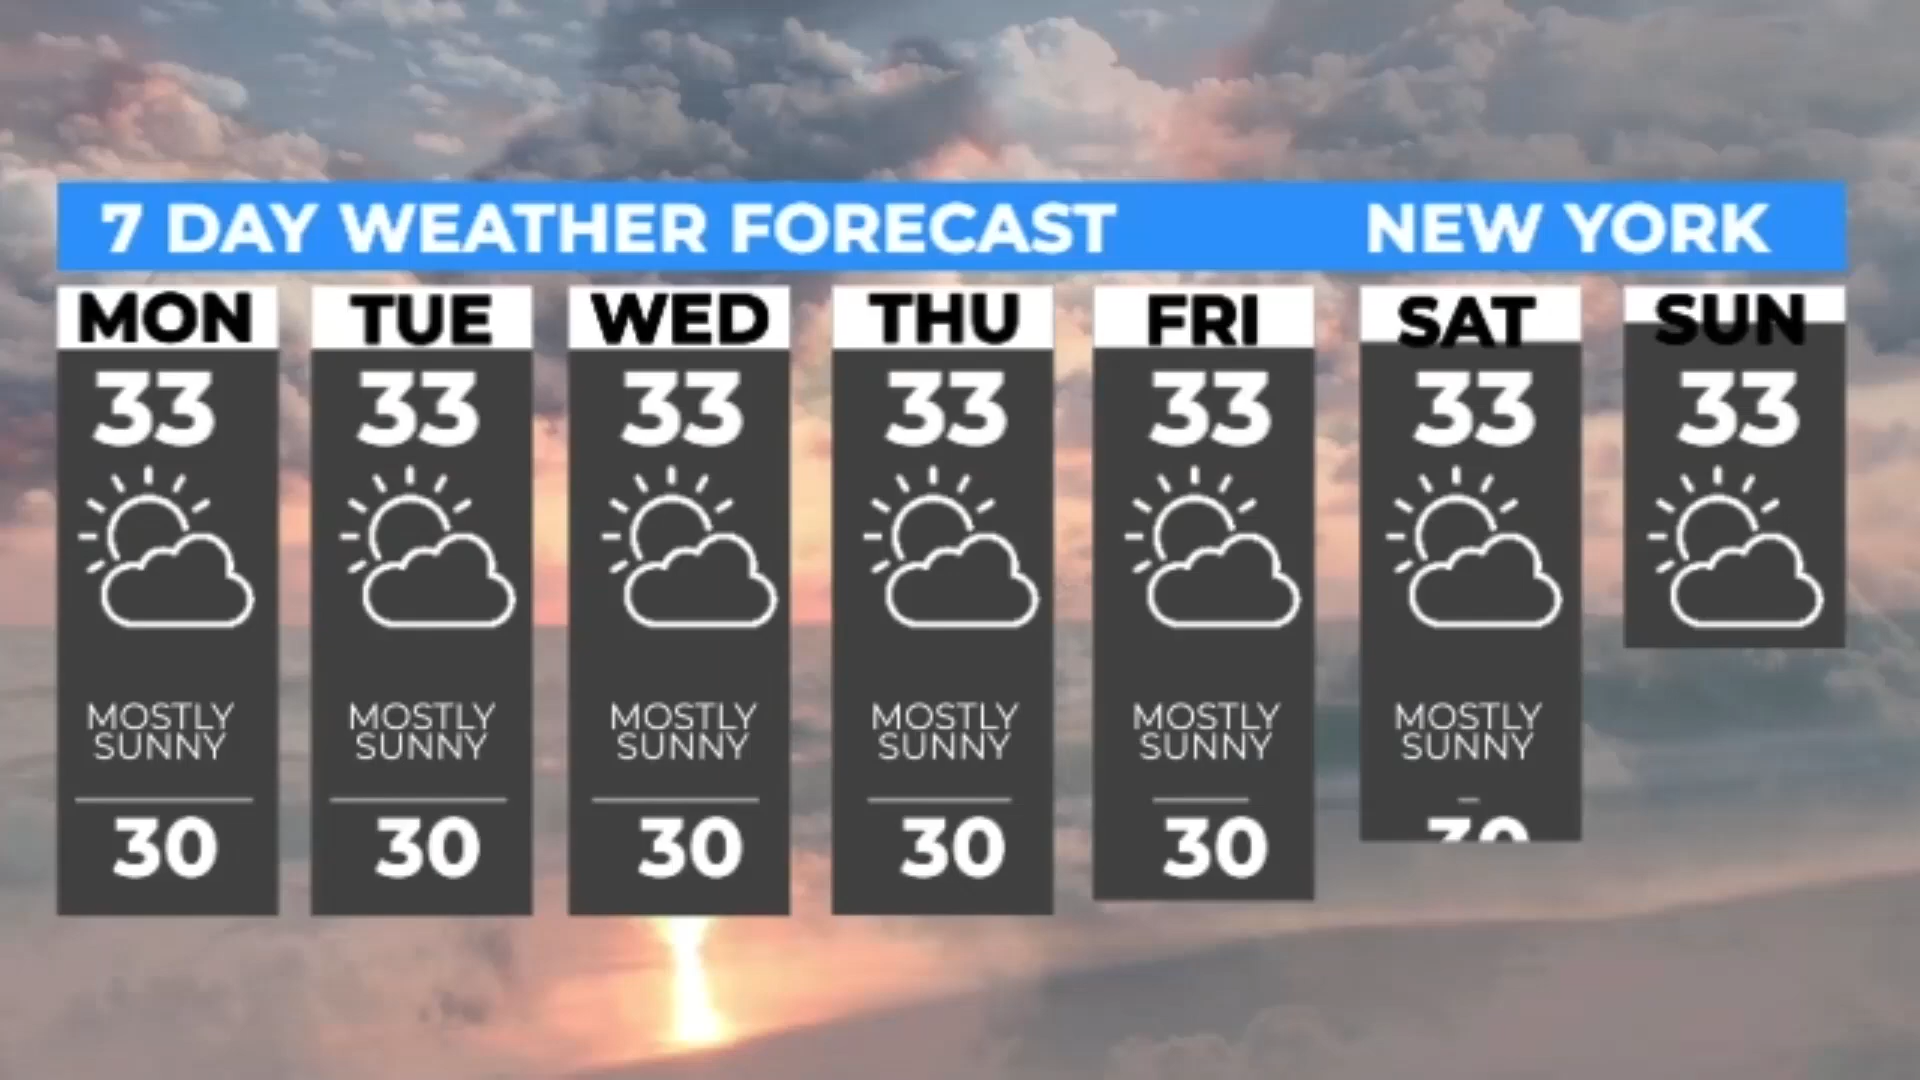 7 DAY WEATHER FORECAST NEW YORK
MON TUE WED THU FRI SAT SUN
33 33 33 33 33 33 33
MOSTLY MOSTLY MOSTLY MOSTLY MOSTLY MOSTLY
SUNNY SUNNY SUNNY SUNNY SUNNY SUNNY
30 30 30 30 30